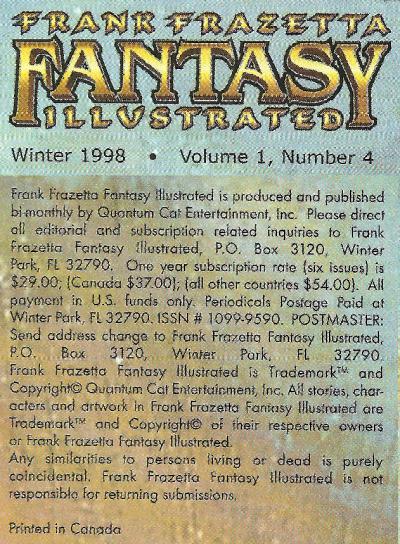 FRANK FRAZETTA
FANTASY
ILLUSTRATED
Winter 1998 • Volume 1, Number 4
Frank Frazetta Fantasy Illustrated is produced and published
bi-monthly by Quantum Cat Entertainment, Inc. Please direct
all editorial and subscription related inquiries to Frank
Frazetta Fantasy Illustrated, P.O. Box 3120, Winter
Park, FL 32790. One year subscription rate (six issues) is
$29.00; (Canada $37.00); (all other countries $54.00). All
payment in U.S. funds only. Periodicals Postage Paid at
Winter Park, FL 32790. ISSN # 1099-9590. POSTMASTER:
Send address change to Frank Frazetta Fantasy Illustrated,
P.O. Box 3120, Winter Park, FL 32790.
Frank Frazetta Fantasy Illustrated is Trademark™ and
Copyright© Quantum Cat Entertainment, Inc. All stories, char-
acters and artwork in Frank Frazetta Fantasy Illustrated are
Trademark™ and Copyright© of their respective owners
or Frank Frazetta Fantasy Illustrated.
Any similarities to persons living or dead is purely
coincidental. Frank Frazetta Fantasy Illustrated is not
responsible for returning submissions.
Printed in Canada